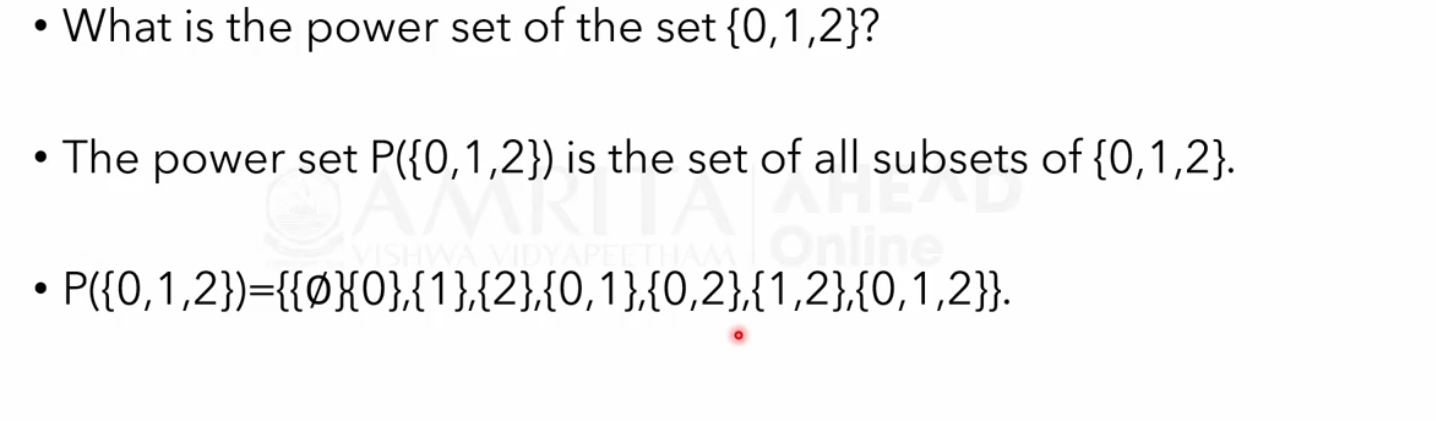 • What is the power set of the set {0,1,2}?
• The power set P({0,1,2}) is the set of all subsets of {0,1,2}.
AMRITA AHEAD
VISHWA VIDYAPEETHAM Online
• P({0,1,2})={{∅}{0},{1},{2},{0,1},{0,2},{1,2},{0,1,2}}.